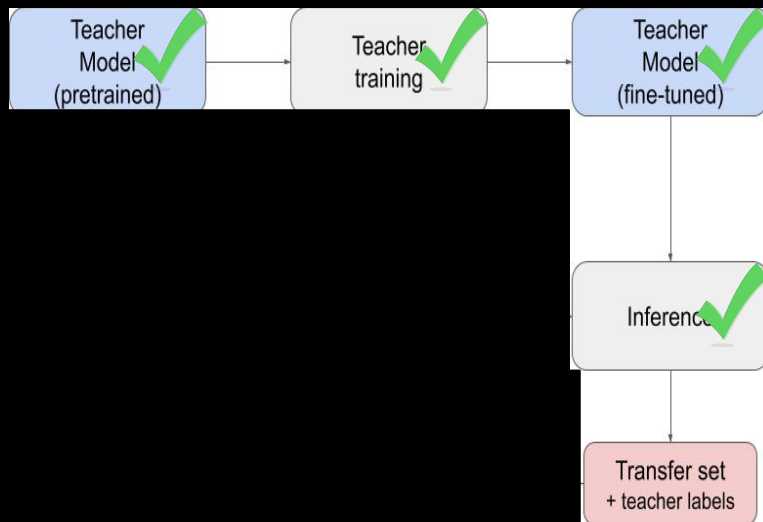 Teacher
Model
(pretrained)
Teacher
training
Teacher
Model
(fine-tuned)
Inference
Transfer set
+ teacher labels